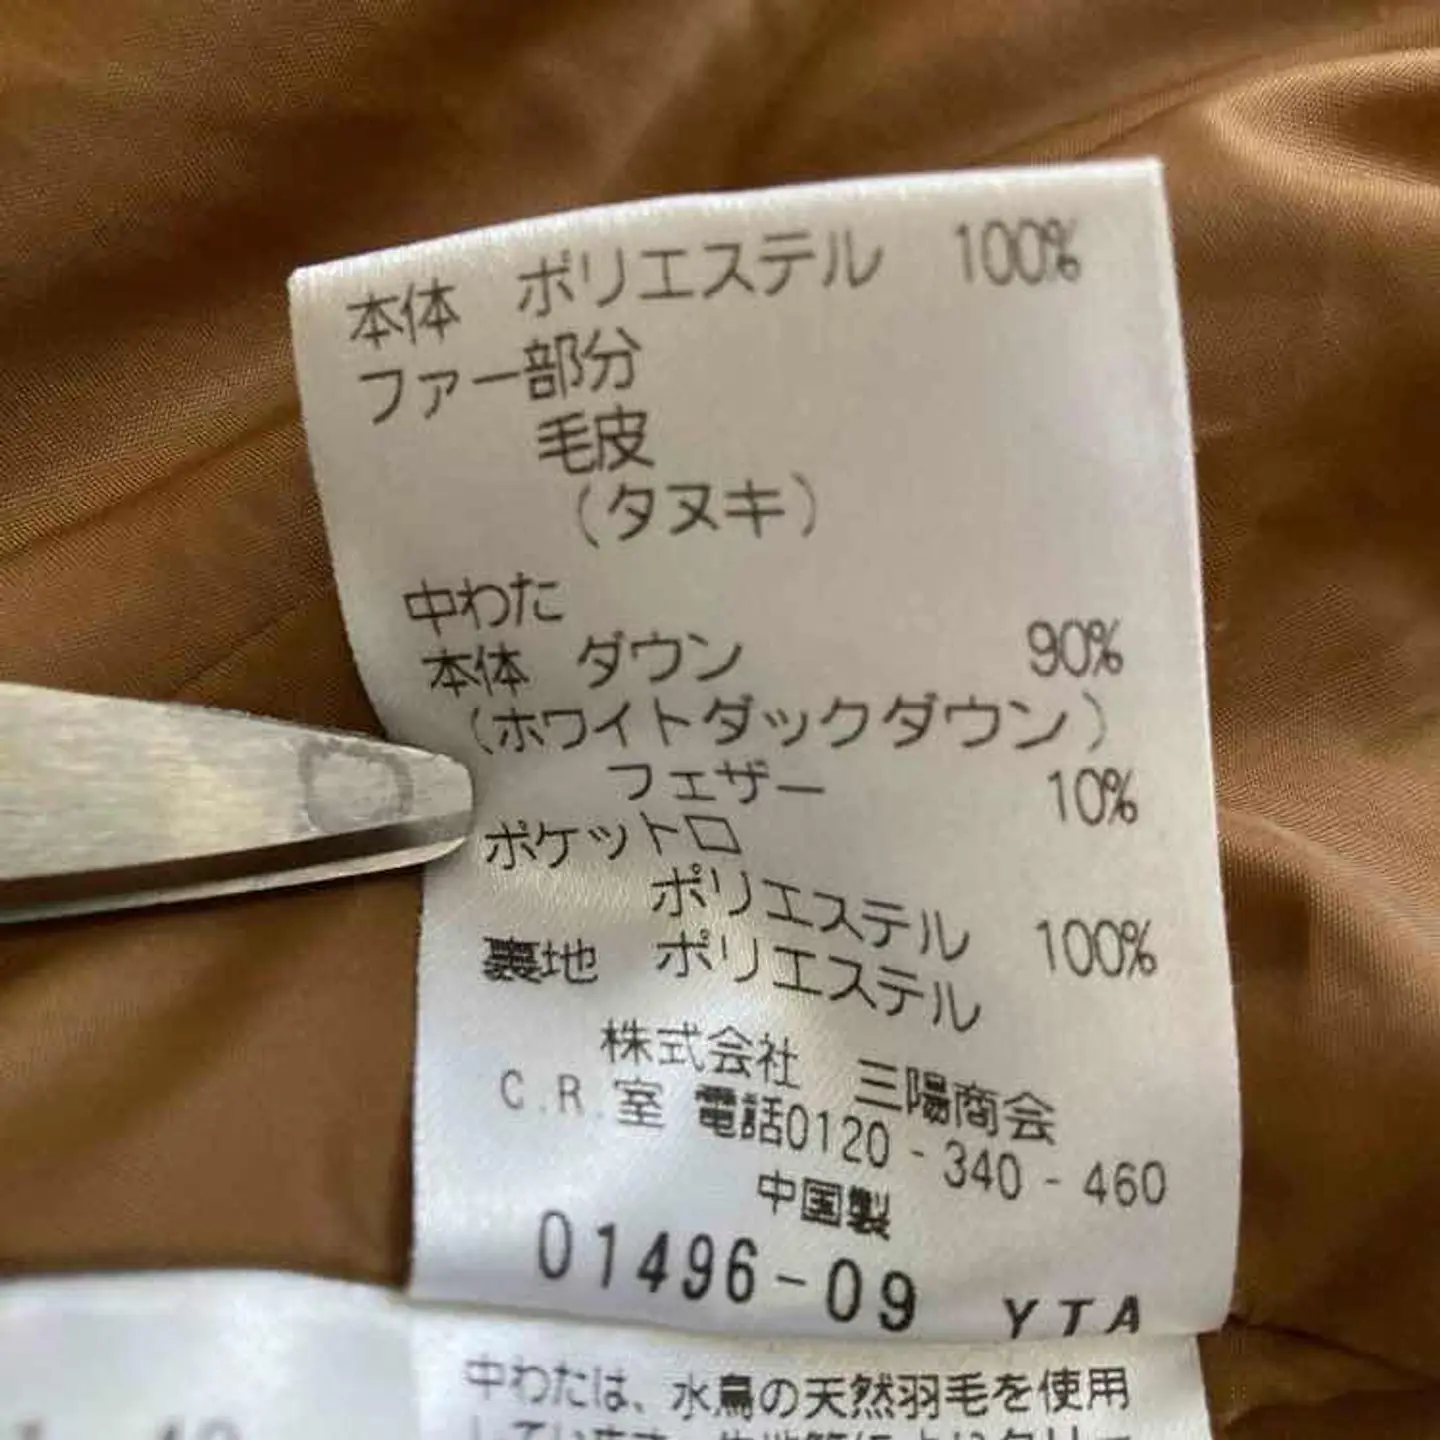 本体 ポリエステル 100%
ファー部分
毛皮
(タヌキ)
中わた
本体 ダウン 90%
(ホワイトダックダウン)
フェザー 10%
ポケット口
ポリエステル 100%
裏地 ポリエステル
株式会社 三陽商会
C.R.室 電話0120-340-460
中国製
01496-09 YTA
中わたは、水鳥の天然羽毛を使用
しています